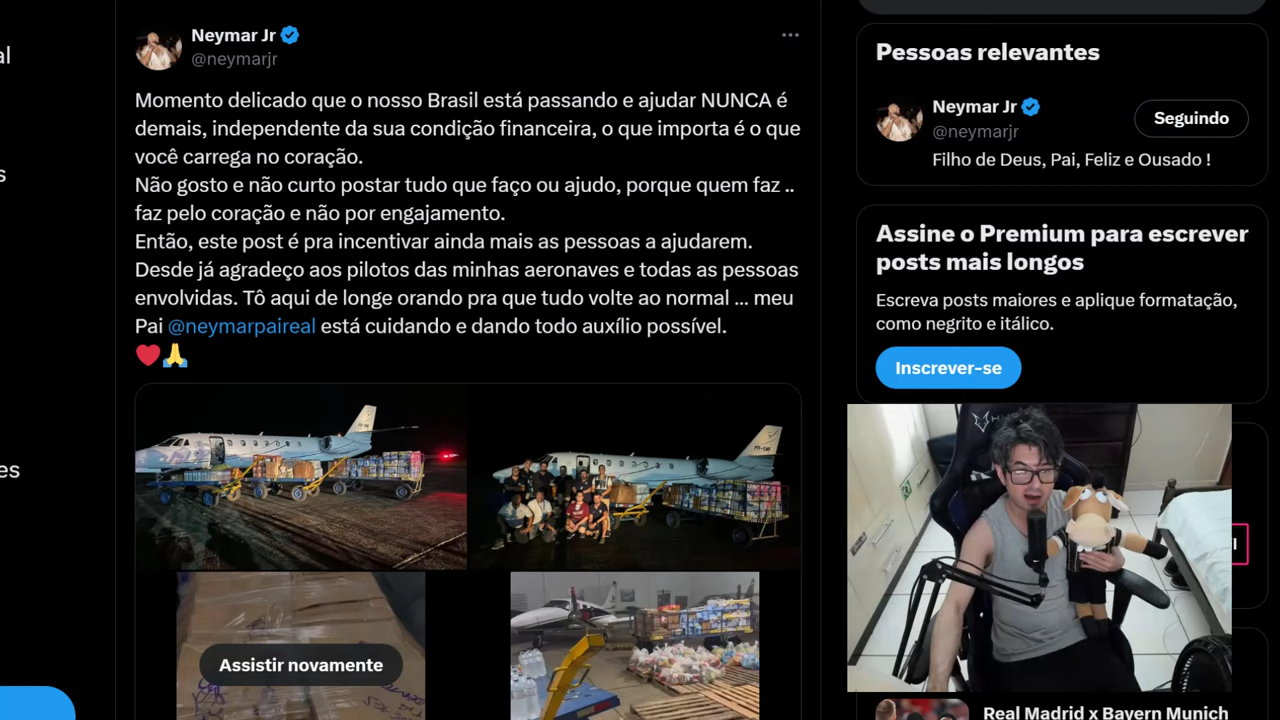 al
s
es
Neymar Jr
@neymarjr
Momento delicado que o nosso Brasil está passando e ajudar NUNCA é
demais, independente da sua condição financeira, o que importa é o que
você carrega no coração.
Não gosto e não curto postar tudo que faço ou ajudo, porque quem faz ..
faz pelo coração e não por engajamento.
Então, este post é pra incentivar ainda mais as pessoas a ajudarem.
Desde já agradeço aos pilotos das minhas aeronaves e todas as pessoas
envolvidas. Tô aqui de longe orando pra que tudo volte ao normal ... meu
Pai @neymarpaireal está cuidando e dando todo auxílio possível.
❤️🙏
Assistir novamente
Pessoas relevantes
Neymar Jr
@neymarjr
Seguindo
Filho de Deus, Pai, Feliz e Ousado !
Assine o Premium para escrever
posts mais longos
Escreva posts maiores e aplique formatação,
como negrito e itálico.
Inscrever-se
Real Madrid x Bayern Munich